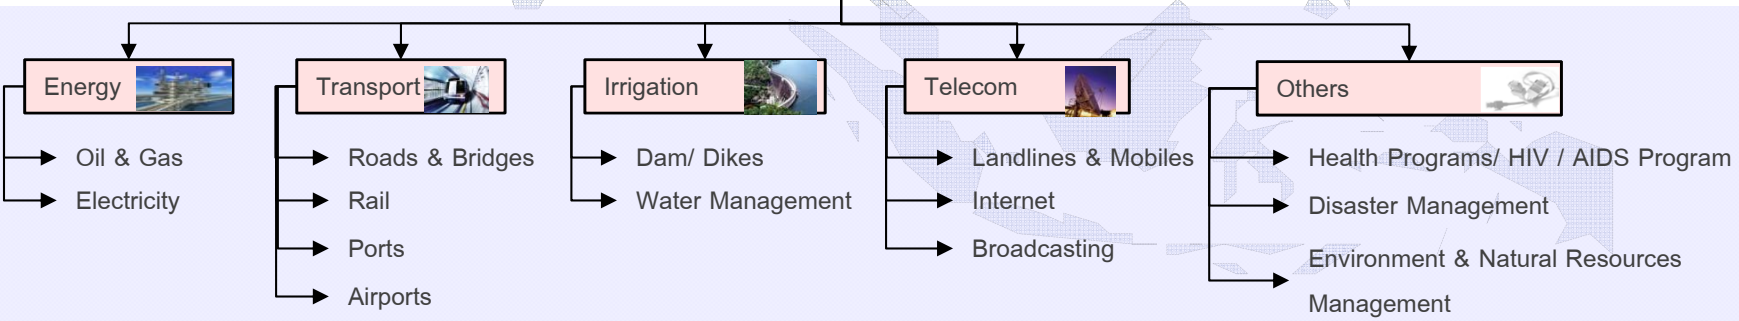 Energy
Transport
Irrigation
Telecom
Others
Oil & Gas
Electricity
Roads & Bridges
Rail
Ports
Airports
Dam/ Dikes
Water Management
Landlines & Mobiles
Internet
Broadcasting
Health Programs/ HIV / AIDS Program
Disaster Management
Environment & Natural Resources
Management